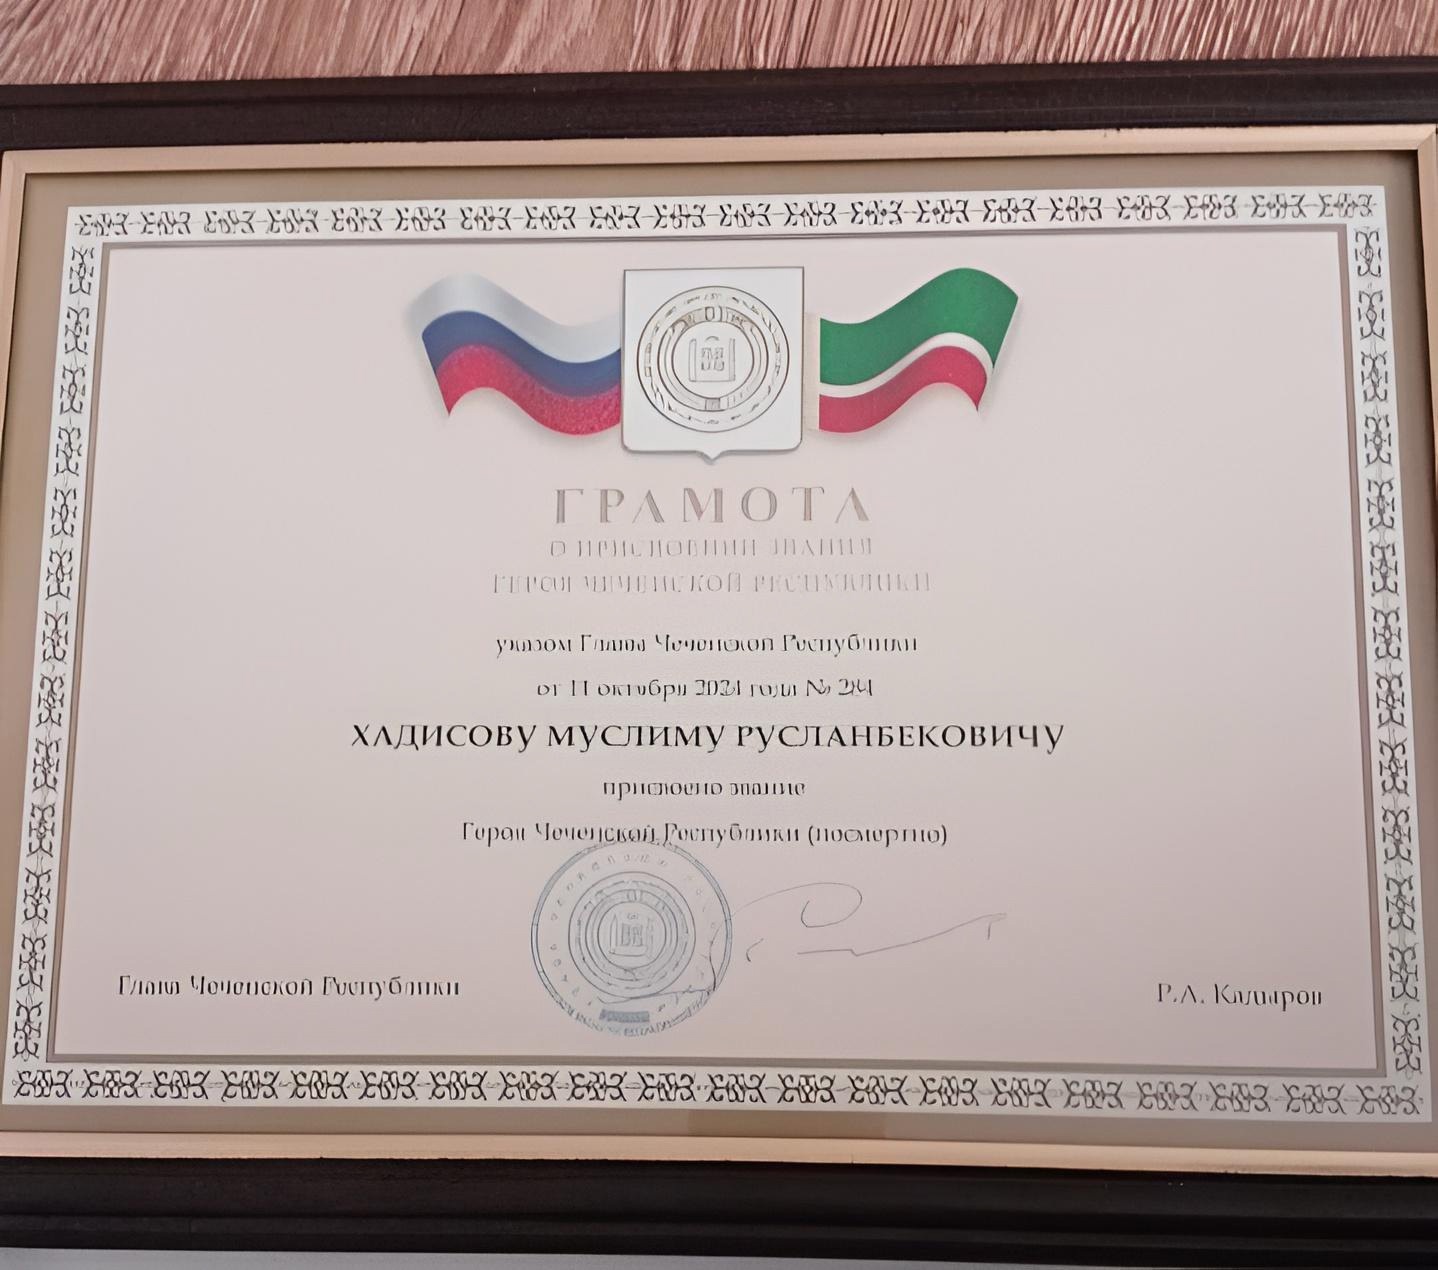 ГРАМОТА
О ПРИСВОЕНИИ ЗВАНИЯ
ГЕРОЯ ЧЕЧЕНСКОЙ РЕСПУБЛИКИ
указом Главы Чеченской Республики
от 11 октября года №
ХАДИСОВУ МУСЛИМУ РУСЛАНБЕКОВИЧУ
присвоено звание
Героя Чеченской Республики (посмертно)
Глава Чеченской Республики
Р.А. Кадыров